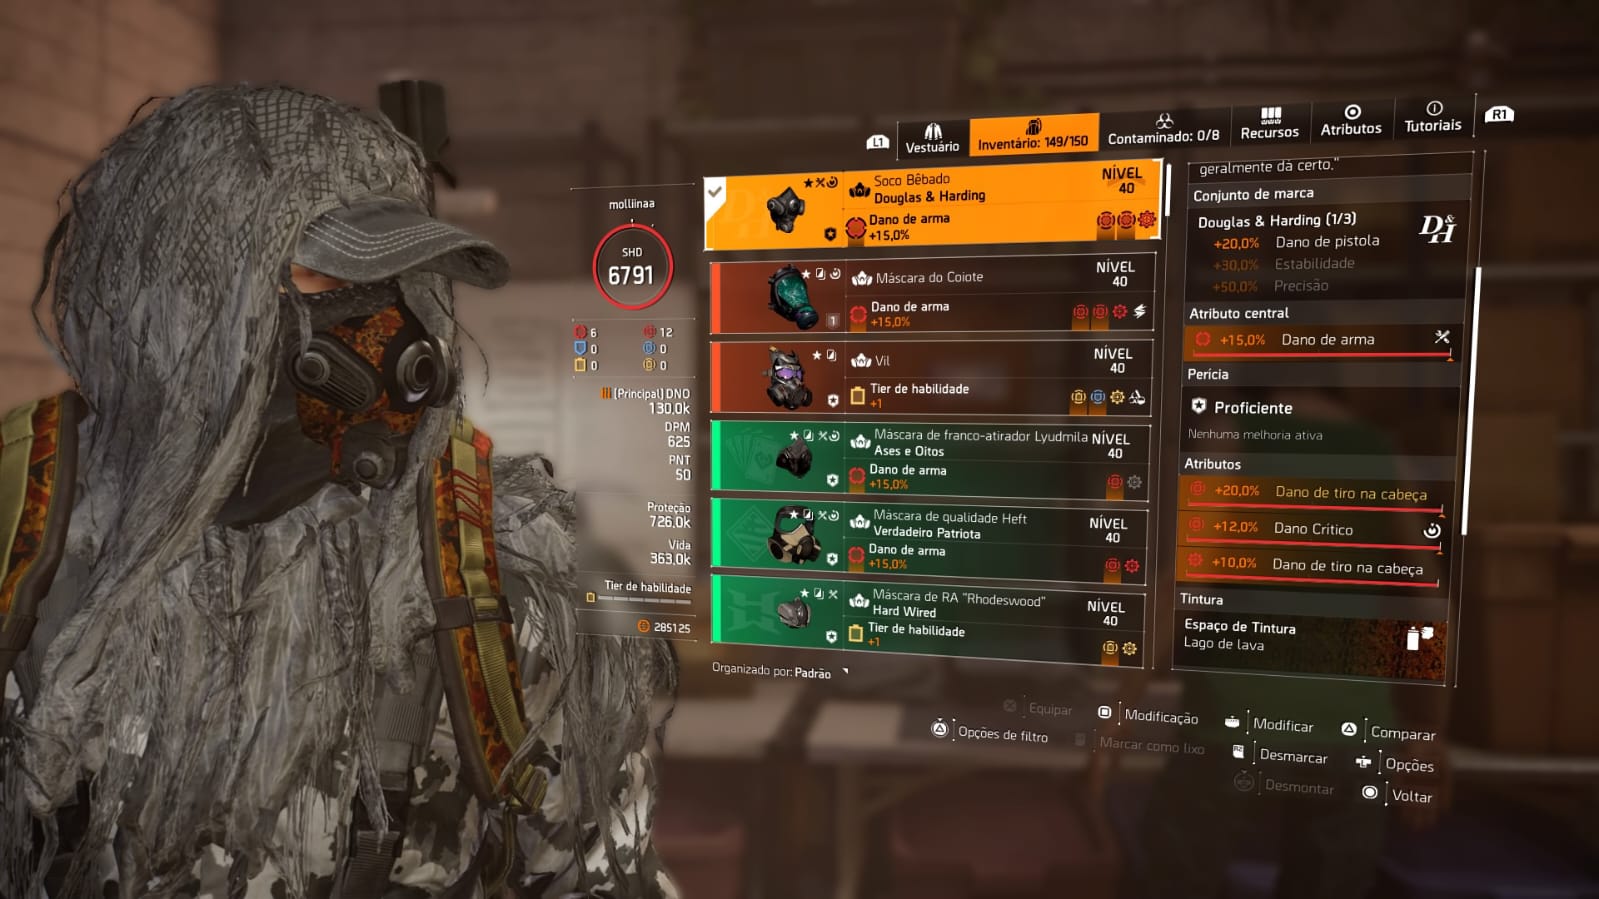 L1
Vestuário
Inventário: 149/150
Contaminado: 0/8
Recursos
Atributos
Tutoriais
R1
molliinaa
SHD
6791
6
12
0
0
0
0
(Principal) DNO
130,0k
DPM
625
PNT
50
Proteção
726,0k
Vida
363,0k
Tier de habilidade
285125
Soco Bêbado
Douglas & Harding
NÍVEL
40
Dano de arma
+15,0%
Máscara do Coiote
NÍVEL
40
Dano de arma
+15,0%
1
Vil
NÍVEL
40
Tier de habilidade
+1
Máscara de franco-atirador Lyudmila
Ases e Oitos
NÍVEL
40
Dano de arma
+15,0%
Máscara de qualidade Heft
Verdadeiro Patriota
NÍVEL
40
Dano de arma
+15,0%
Máscara de RA "Rhodeswood"
Hard Wired
NÍVEL
40
Tier de habilidade
+1
Organizado por: Padrão
geralmente dá certo."
Conjunto de marca
Douglas & Harding (1/3)
D&H
+20,0% Dano de pistola
+30,0% Estabilidade
+50,0% Precisão
Atributo central
+15,0% Dano de arma
Perícia
Proficiente
Nenhuma melhoria ativa
Atributos
+20,0% Dano de tiro na cabeça
+12,0% Dano Crítico
+10,0% Dano de tiro na cabeça
Tintura
Espaço de Tintura
Lago de lava
Equipar
Modificação
Modificar
Comparar
Opções de filtro
Marcar como lixo
R2
Desmarcar
Opções
Desmontar
Voltar